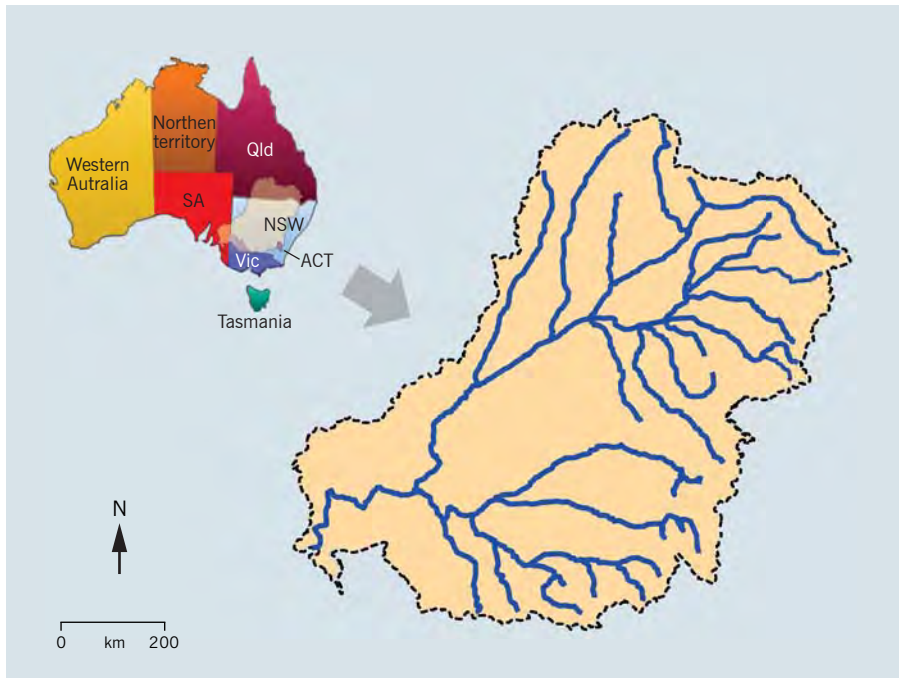 Northen
territory
Qld
Western
Autralia
SA
NSW
Vic
ACT
Tasmania
N
0 km 200